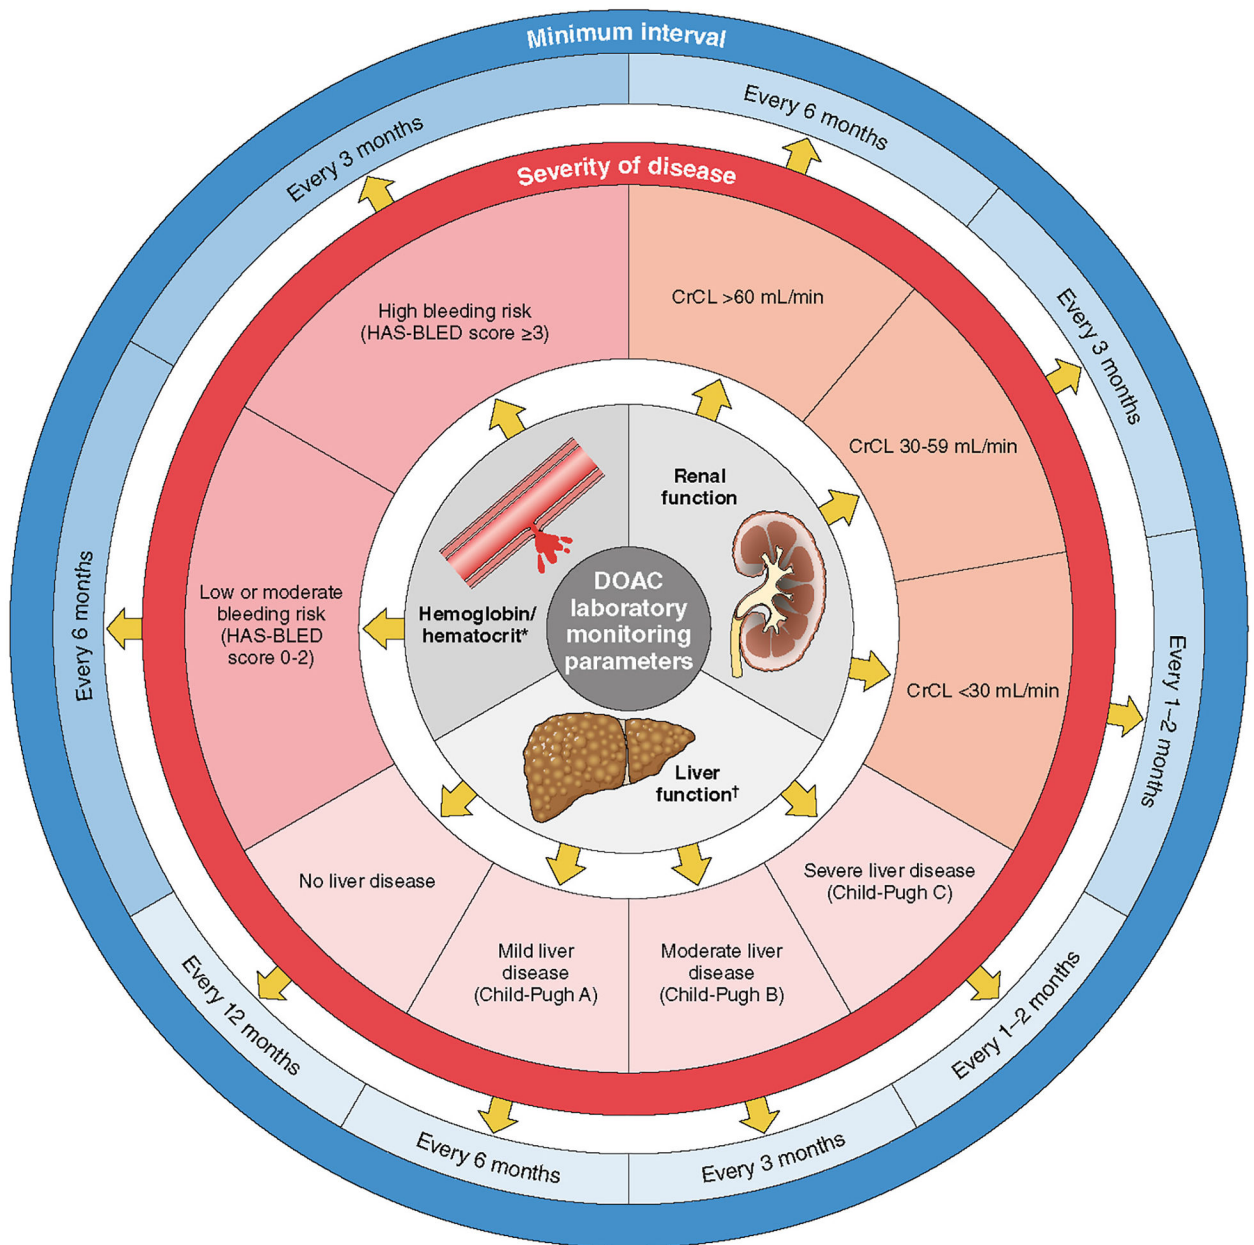 Minimum interval
Every 6 months
Every 3 months
Every 1–2 months
Every 1–2 months
Every 3 months
Every 6 months
Every 12 months
Every 6 months
Every 3 months
Severity of disease
CrCL >60 mL/min
CrCL 30-59 mL/min
CrCL <30 mL/min
Severe liver disease
(Child-Pugh C)
Moderate liver
disease
(Child-Pugh B)
Mild liver
disease
(Child-Pugh A)
No liver disease
Low or moderate
bleeding risk
(HAS-BLED
score 0-2)
High bleeding risk
(HAS-BLED score ≥3)
Renal
function
Liver
function†
Hemoglobin/
hematocrit*
DOAC
laboratory
monitoring
parameters